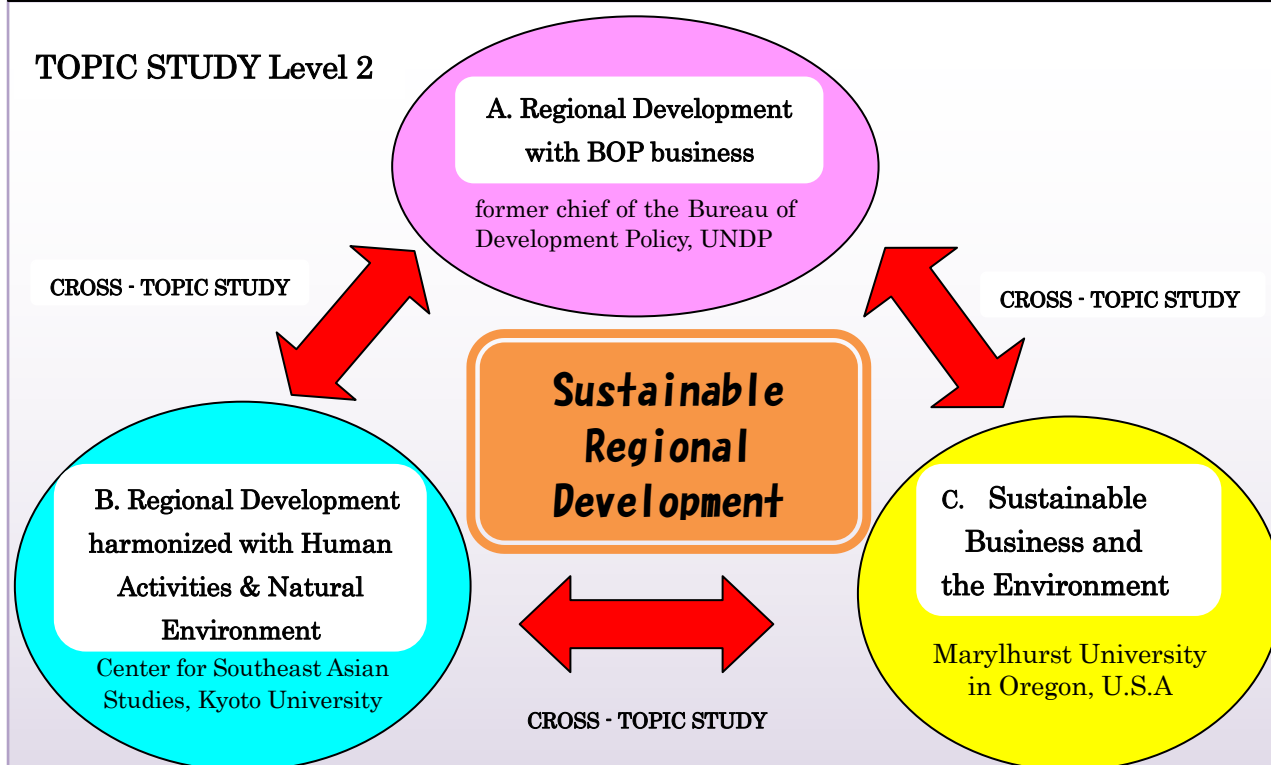 TOPIC STUDY Level 2
A. Regional Development
with BOP business
former chief of the Bureau of
Development Policy, UNDP
CROSS - TOPIC STUDY
CROSS - TOPIC STUDY
Sustainable
Regional
Development
B. Regional Development
harmonized with Human
Activities & Natural
Environment
Center for Southeast Asian
Studies, Kyoto University
C. Sustainable
Business and
the Environment
Marylhurst University
in Oregon, U.S.A
CROSS - TOPIC STUDY